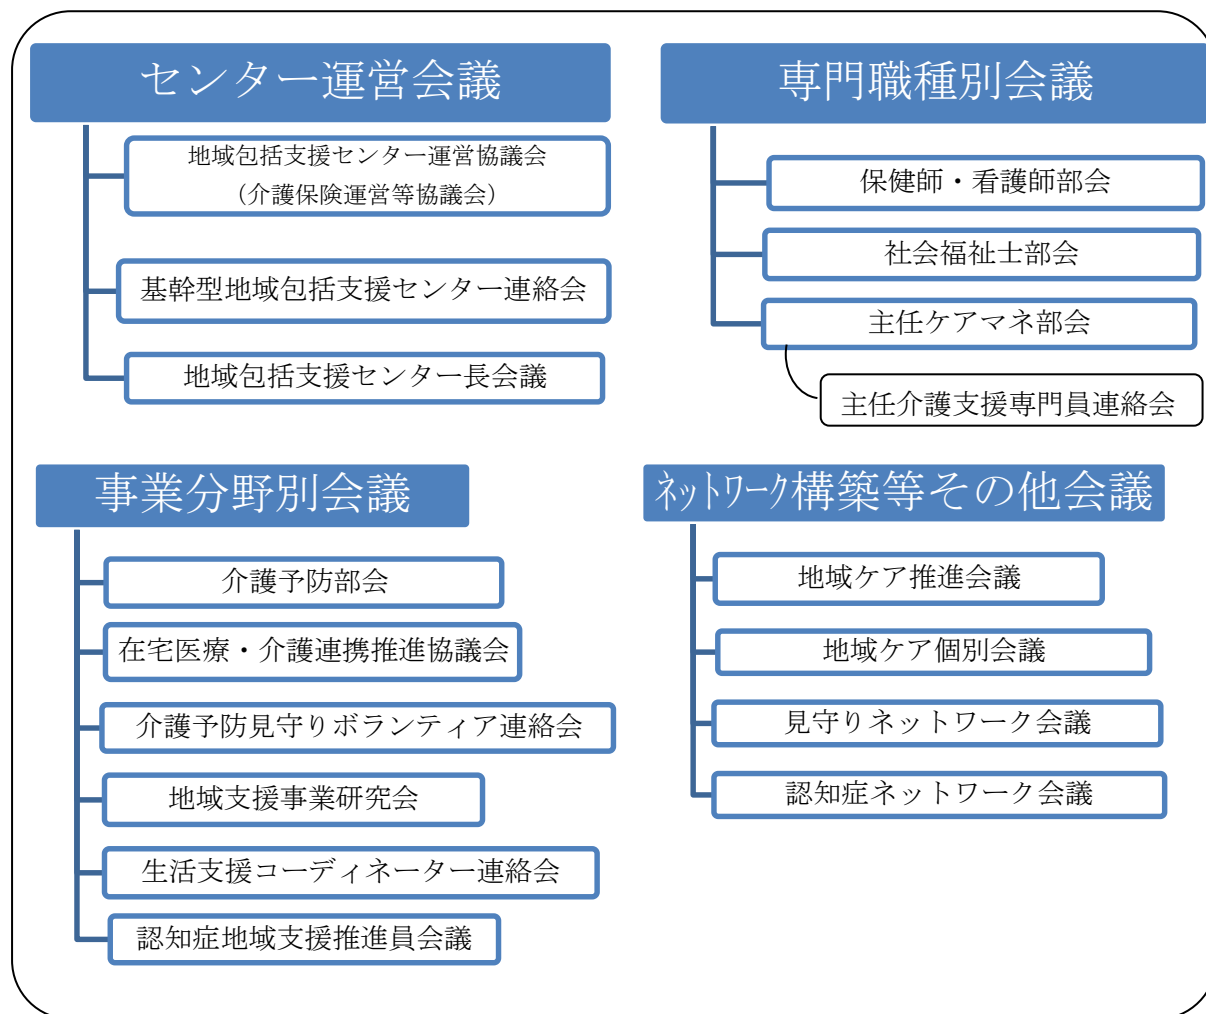 センター運営会議
地域包括支援センター運営協議会
（介護保険運営等協議会）
基幹型地域包括支援センター連絡会
地域包括支援センター長会議
専門職種別会議
保健師・看護師部会
社会福祉士部会
主任ケアマネ部会
主任介護支援専門員連絡会
事業分野別会議
介護予防部会
在宅医療・介護連携推進協議会
介護予防見守りボランティア連絡会
地域支援事業研究会
生活支援コーディネーター連絡会
認知症地域支援推進員会議
ﾈｯﾄﾜｰｸ構築等その他会議
地域ケア推進会議
地域ケア個別会議
見守りネットワーク会議
認知症ネットワーク会議